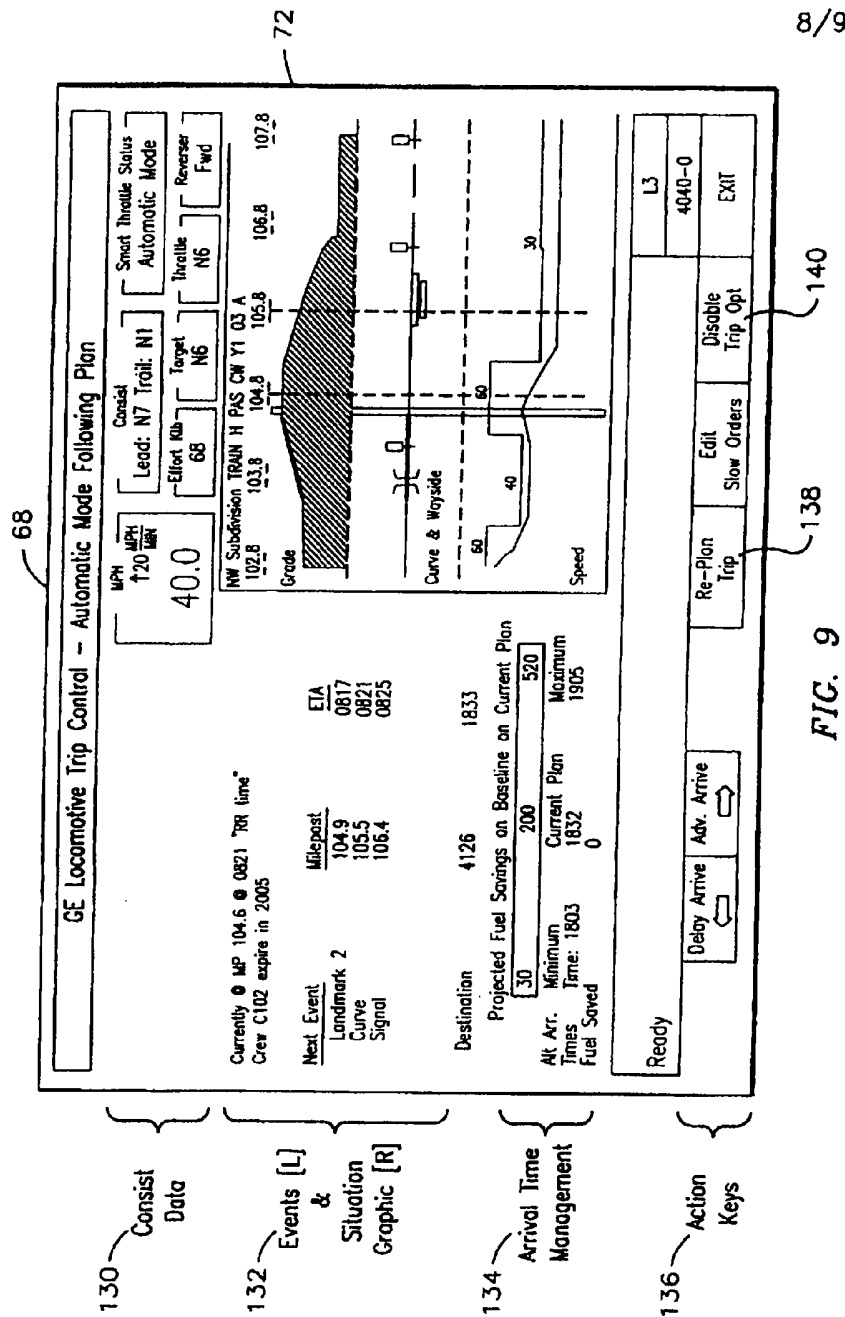 8/9
68
72
GE Locomotive Trip Control – Automatic Mode Following Plan
130
Consist
Data
MPH
↑20 MPH/MIN
40.0
Consist
Lead: N7 Trail: N1
Smart Throttle Status
Automatic Mode
Effort Klb
68
Target
N6
Throttle
N6
Reverser
Fwd
132
Events [L]
&
Situation
Graphic [R]
Currently @ MP 104.6 @ 0821 "RR time"
Crew C102 expire in 2005
Next Event Milepost ETA
Landmark 2 104.9 0817
Curve 105.5 0821
Signal 106.4 0825
Destination 4126 1833
NW Subdivision TRAIN H PAS CW Y1 03 A
102.8 103.8 104.8 105.8 106.8 107.8
Grade
Curve & Wayside
60 40 60 30
Speed
134
Arrival Time
Management
Projected Fuel Savings on Baseline on Current Plan
30 200 520
Alt Arr. Minimum Current Plan Maximum
Times Time: 1803 1832 1905
Fuel Saved 0
Ready
L3
4040-0
136
Action
Keys
Delay Arrive
⇦
Adv. Arrive
⇨
Re-Plan
Trip
Edit
Slow Orders
Disable
Trip Opt
EXIT
138
140
FIG. 9